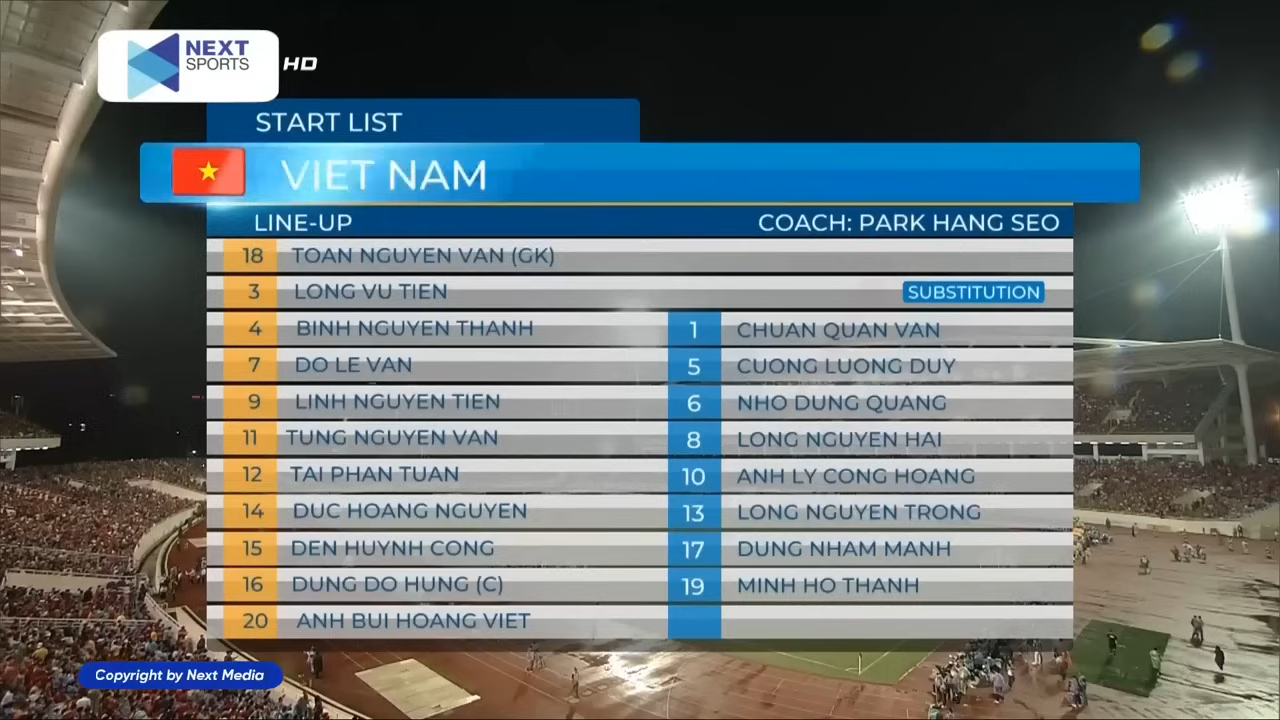 NEXT
SPORTS
HD
START LIST
VIET NAM
LINE-UP
COACH: PARK HANG SEO
18 TOAN NGUYEN VAN (GK)
3 LONG VU TIEN
4 BINH NGUYEN THANH
7 DO LE VAN
9 LINH NGUYEN TIEN
11 TUNG NGUYEN VAN
12 TAI PHAN TUAN
14 DUC HOANG NGUYEN
15 DEN HUYNH CONG
16 DUNG DO HUNG (C)
20 ANH BUI HOANG VIET
SUBSTITUTION
1 CHUAN QUAN VAN
5 CUONG LUONG DUY
6 NHO DUNG QUANG
8 LONG NGUYEN HAI
10 ANH LY CONG HOANG
13 LONG NGUYEN TRONG
17 DUNG NHAM MANH
19 MINH HO THANH
Copyright by Next Media